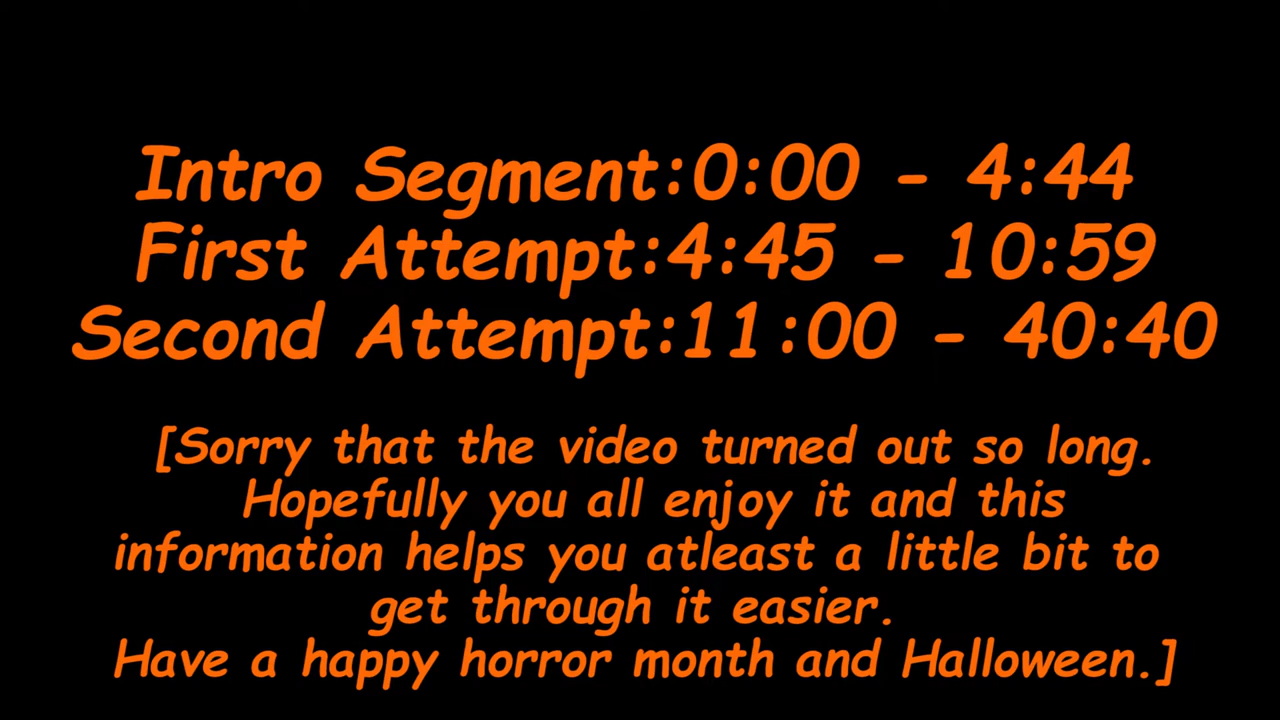 Intro Segment:0:00 - 4:44
First Attempt:4:45 - 10:59
Second Attempt:11:00 - 40:40
[Sorry that the video turned out so long.
Hopefully you all enjoy it and this
information helps you atleast a little bit to
get through it easier.
Have a happy horror month and Halloween.]